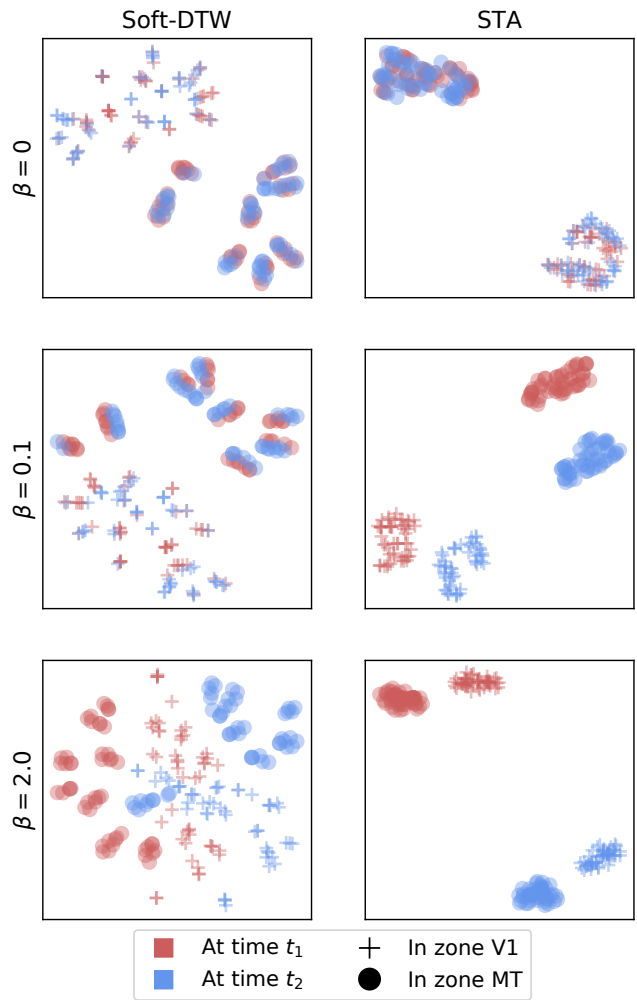 Soft-DTW STA
β = 0
β = 0.1
β = 2.0
At time t₁ In zone V1
At time t₂ In zone MT